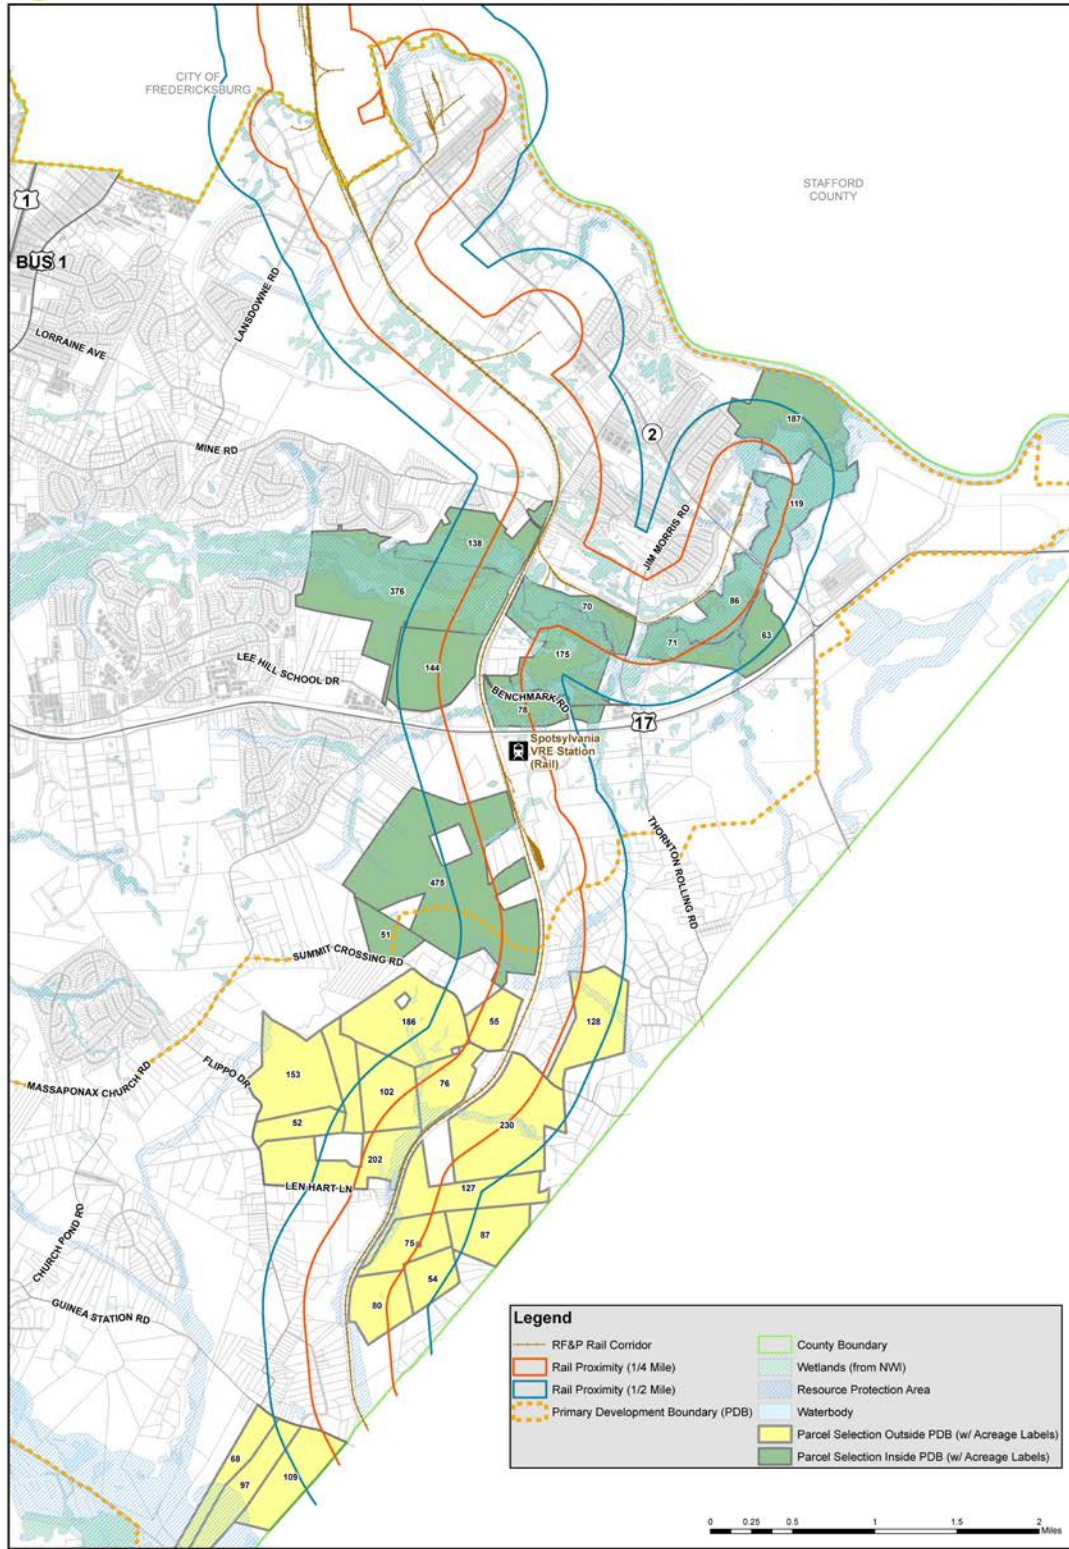 CITY OF
FREDERICKSBURG
STAFFORD
COUNTY
1
BUS 1
LANSDOWNE RD
LORRAINE AVE
187
2
MINE RD
119
JIM MORRIS RD
138
376
70
86
71
63
175
144
LEE HILL SCHOOL DR
BENCHMARK RD
78
17
Spotsylvania
VRE Station
(Rail)
THORNTON ROLLING RD
475
51
SUMMIT CROSSING RD
186
55
128
153
FLIPPO DR
102
76
MASSAPONAX CHURCH RD
52
230
202
LEN HART LN
127
CHURCH POND RD
75
87
54
80
GUINEA STATION RD
68
97
109
Legend
RF&P Rail Corridor
Rail Proximity (1/4 Mile)
Rail Proximity (1/2 Mile)
Primary Development Boundary (PDB)
County Boundary
Wetlands (from NWI)
Resource Protection Area
Waterbody
Parcel Selection Outside PDB (w/ Acreage Labels)
Parcel Selection Inside PDB (w/ Acreage Labels)
0 0.25 0.5 1 1.5 2
Miles